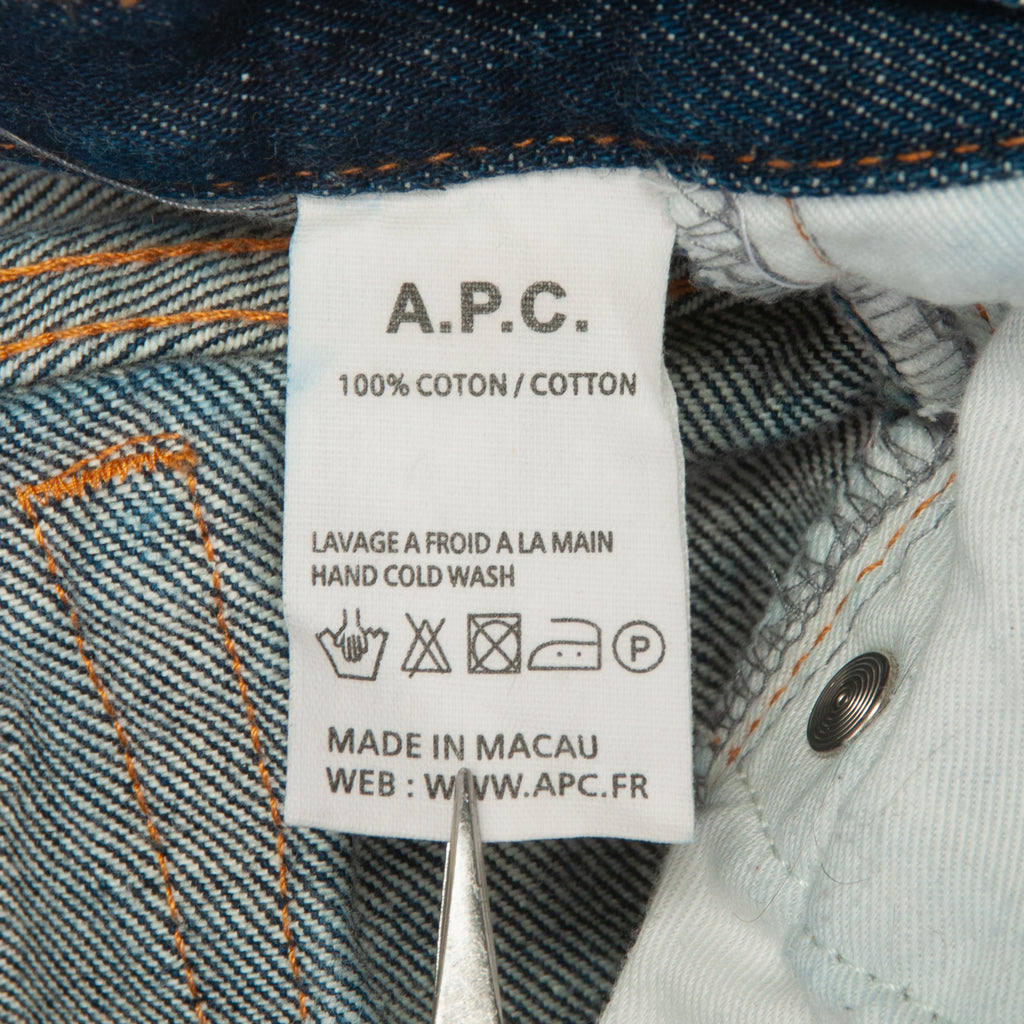 A.P.C.
100% COTON / COTTON
LAVAGE A FROID A LA MAIN
HAND COLD WASH
P
MADE IN MACAU
WEB : WWW.APC.FR